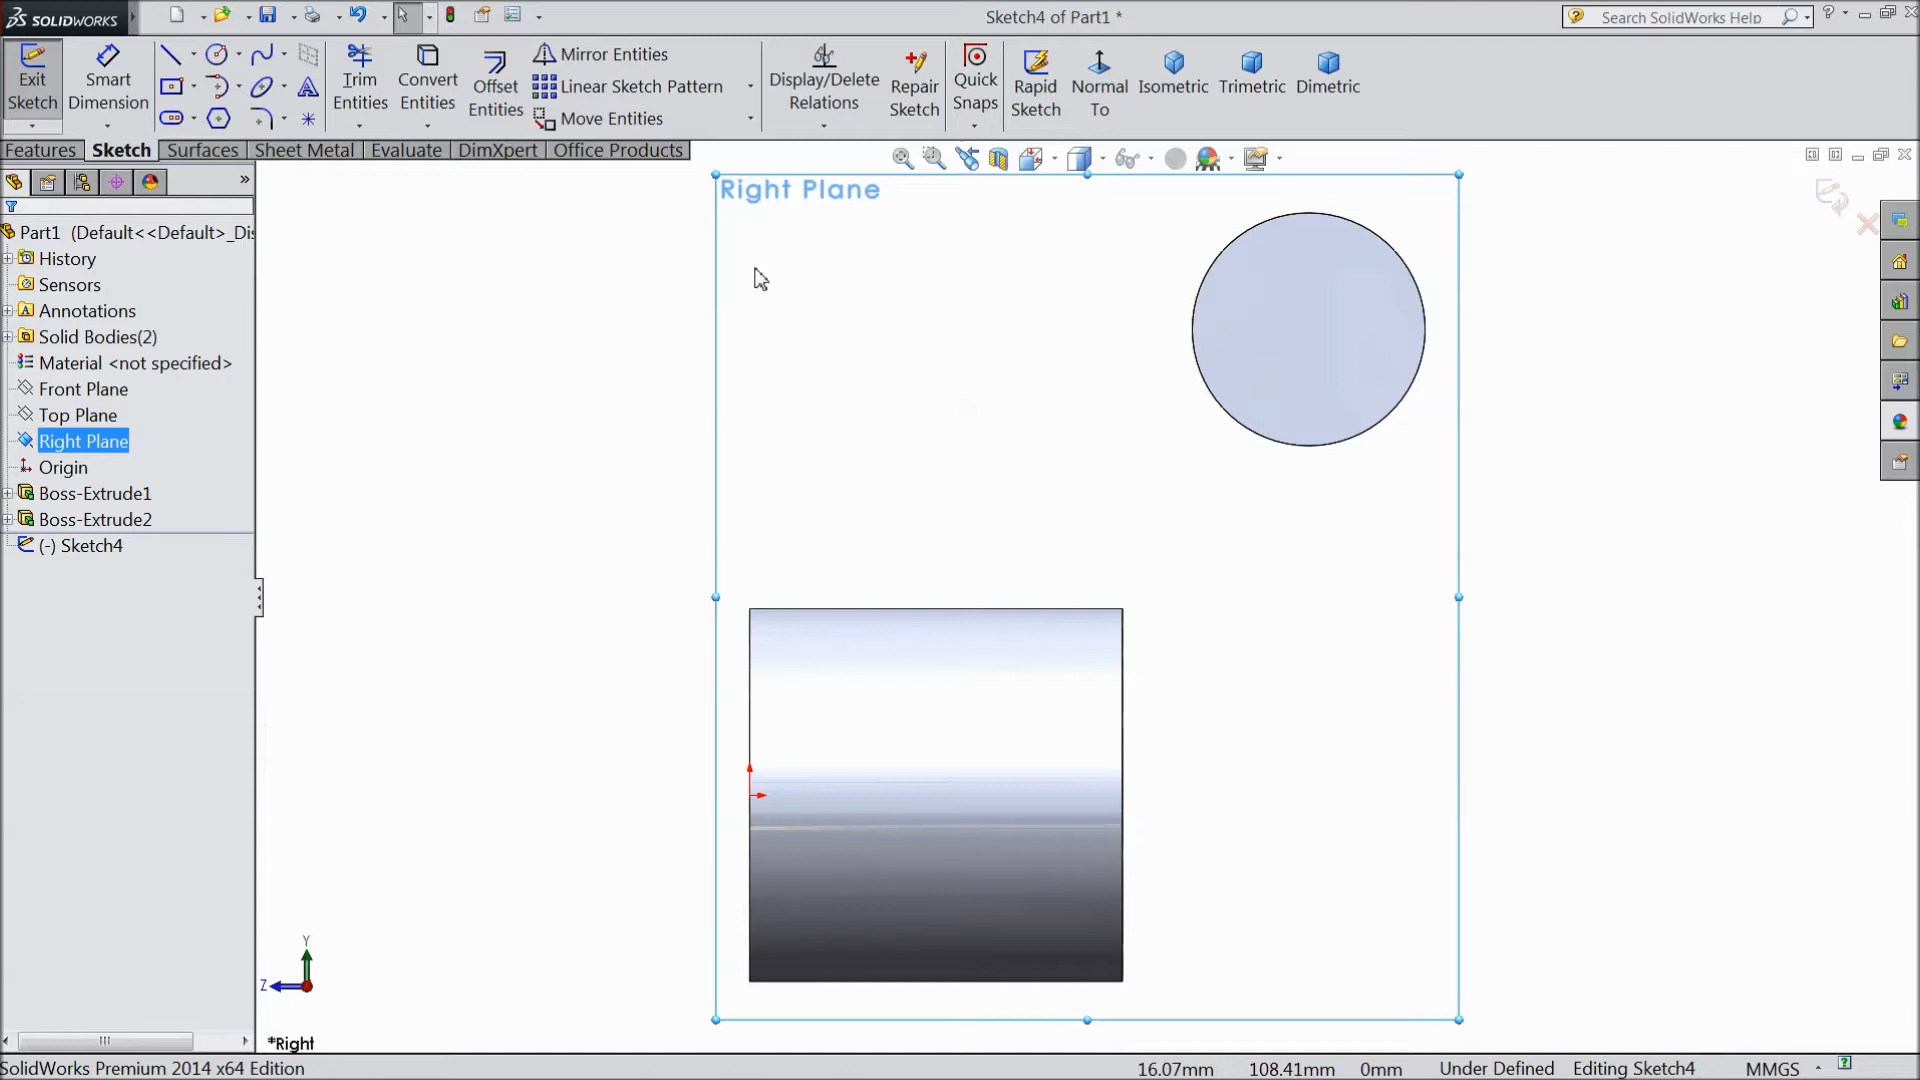 SOLIDWORKS
Sketch4 of Part1 *
Search SolidWorks Help
Exit Sketch
Smart Dimension
Trim Entities
Convert Entities
Offset Entities
Mirror Entities
Linear Sketch Pattern
Move Entities
Display/Delete Relations
Repair Sketch
Quick Snaps
Rapid Sketch
Normal To
Isometric
Trimetric
Dimetric
Features
Sketch
Surfaces
Sheet Metal
Evaluate
DimXpert
Office Products
Part1 (Default<<Default>_Di
History
Sensors
Annotations
Solid Bodies(2)
Material <not specified>
Front Plane
Top Plane
Right Plane
Origin
Boss-Extrude1
Boss-Extrude2
(-) Sketch4
Right Plane
Y
Z
*Right
SolidWorks Premium 2014 x64 Edition
16.07mm
108.41mm
0mm
Under Defined
Editing Sketch4
MMGS